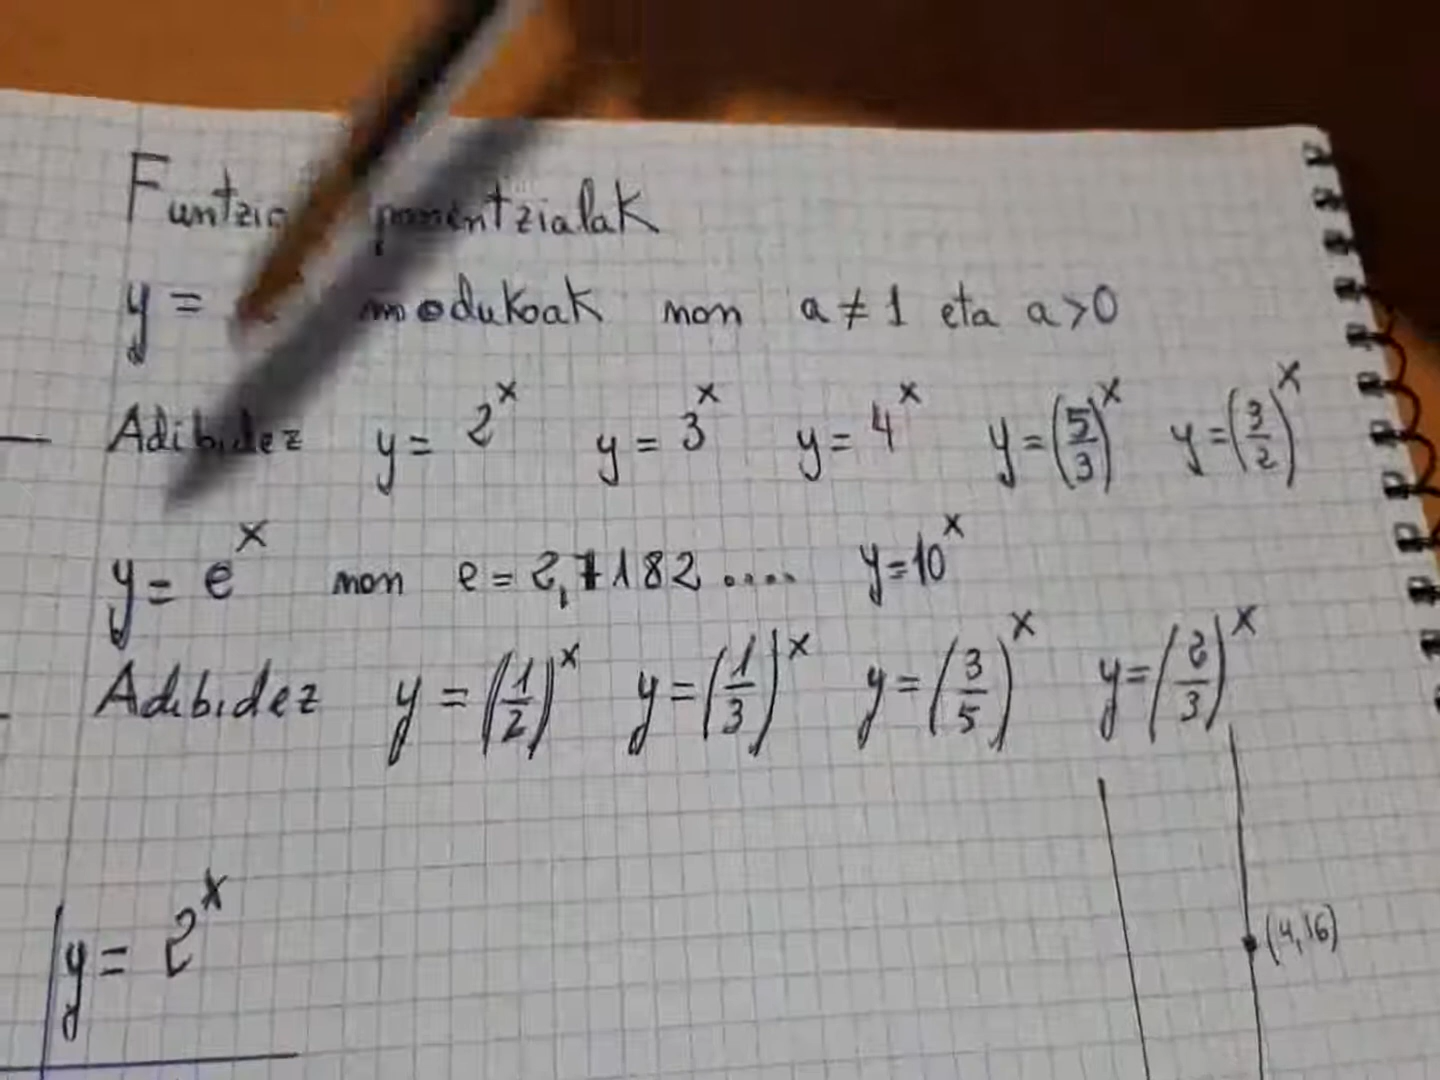 Funtzio ponentzialak
y = modukoak non a ≠ 1 eta a > 0
Adibidez y = 2^x y = 3^x y = 4^x y = (5/3)^x y = (3/2)^x
y = e^x non e = 2,7182.... y = 10^x
Adibidez y = (1/2)^x y = (1/3)^x y = (3/5)^x y = (2/3)^x
y = 2^x
(4,16)